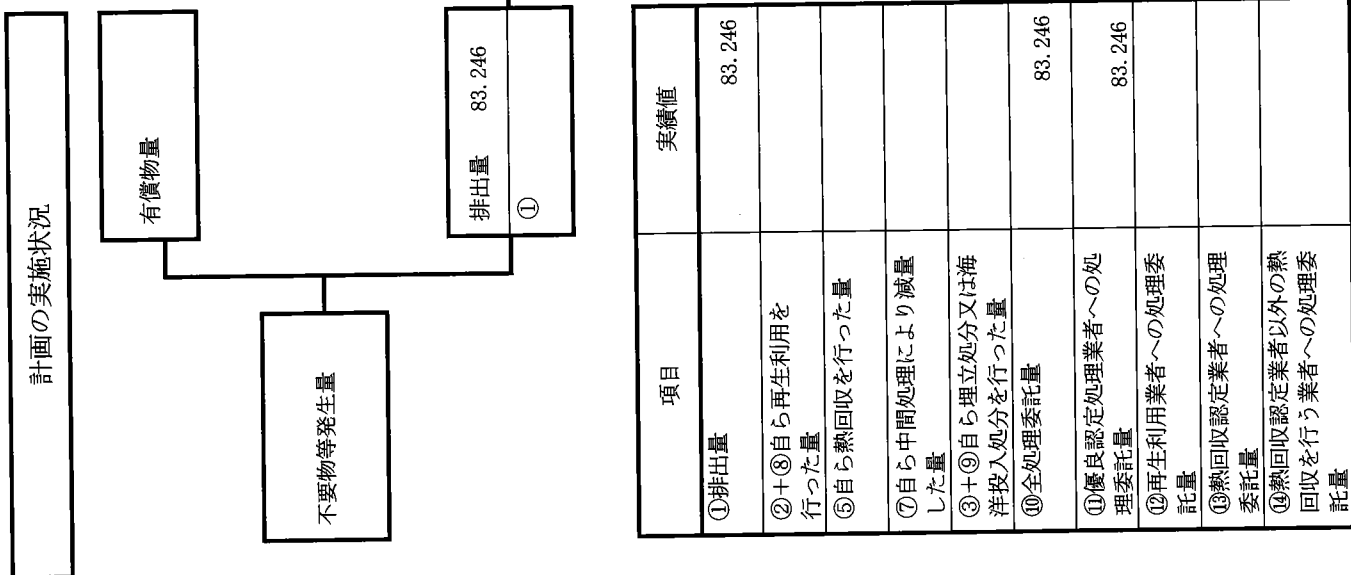 計画の実施状況
有償物量
不要物等発生量
排出量 83.246
①
項目 実績値
①排出量 83.246
②+⑧自ら再生利用を
行った量
⑤自ら熱回収を行った量
⑦自ら中間処理により減量
した量
③+⑨自ら埋立処分又は海
洋投入処分を行った量
⑩全処理委託量 83.246
⑪優良認定処理業者への処
理委託量 83.246
⑫再生利用業者への処理委
託量
⑬熱回収認定業者への処理
委託量
⑭熱回収認定業者以外の熱
回収を行う業者への処理委
託量